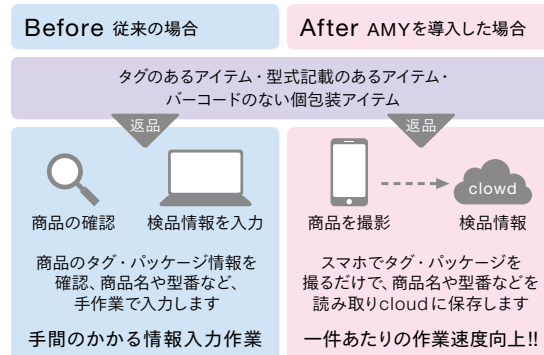 Before 従来の場合
After AMYを導入した場合
タグのあるアイテム・型式記載のあるアイテム・
バーコードのない個包装アイテム
返品
返品
商品の確認
検品情報を入力
商品のタグ・パッケージ情報を
確認、商品名や型番など、
手作業で入力します
手間のかかる情報入力作業
clowd
商品を撮影
検品情報
スマホでタグ・パッケージを
撮るだけで、商品名や型番などを
読み取りcloudに保存します
一件あたりの作業速度向上!!